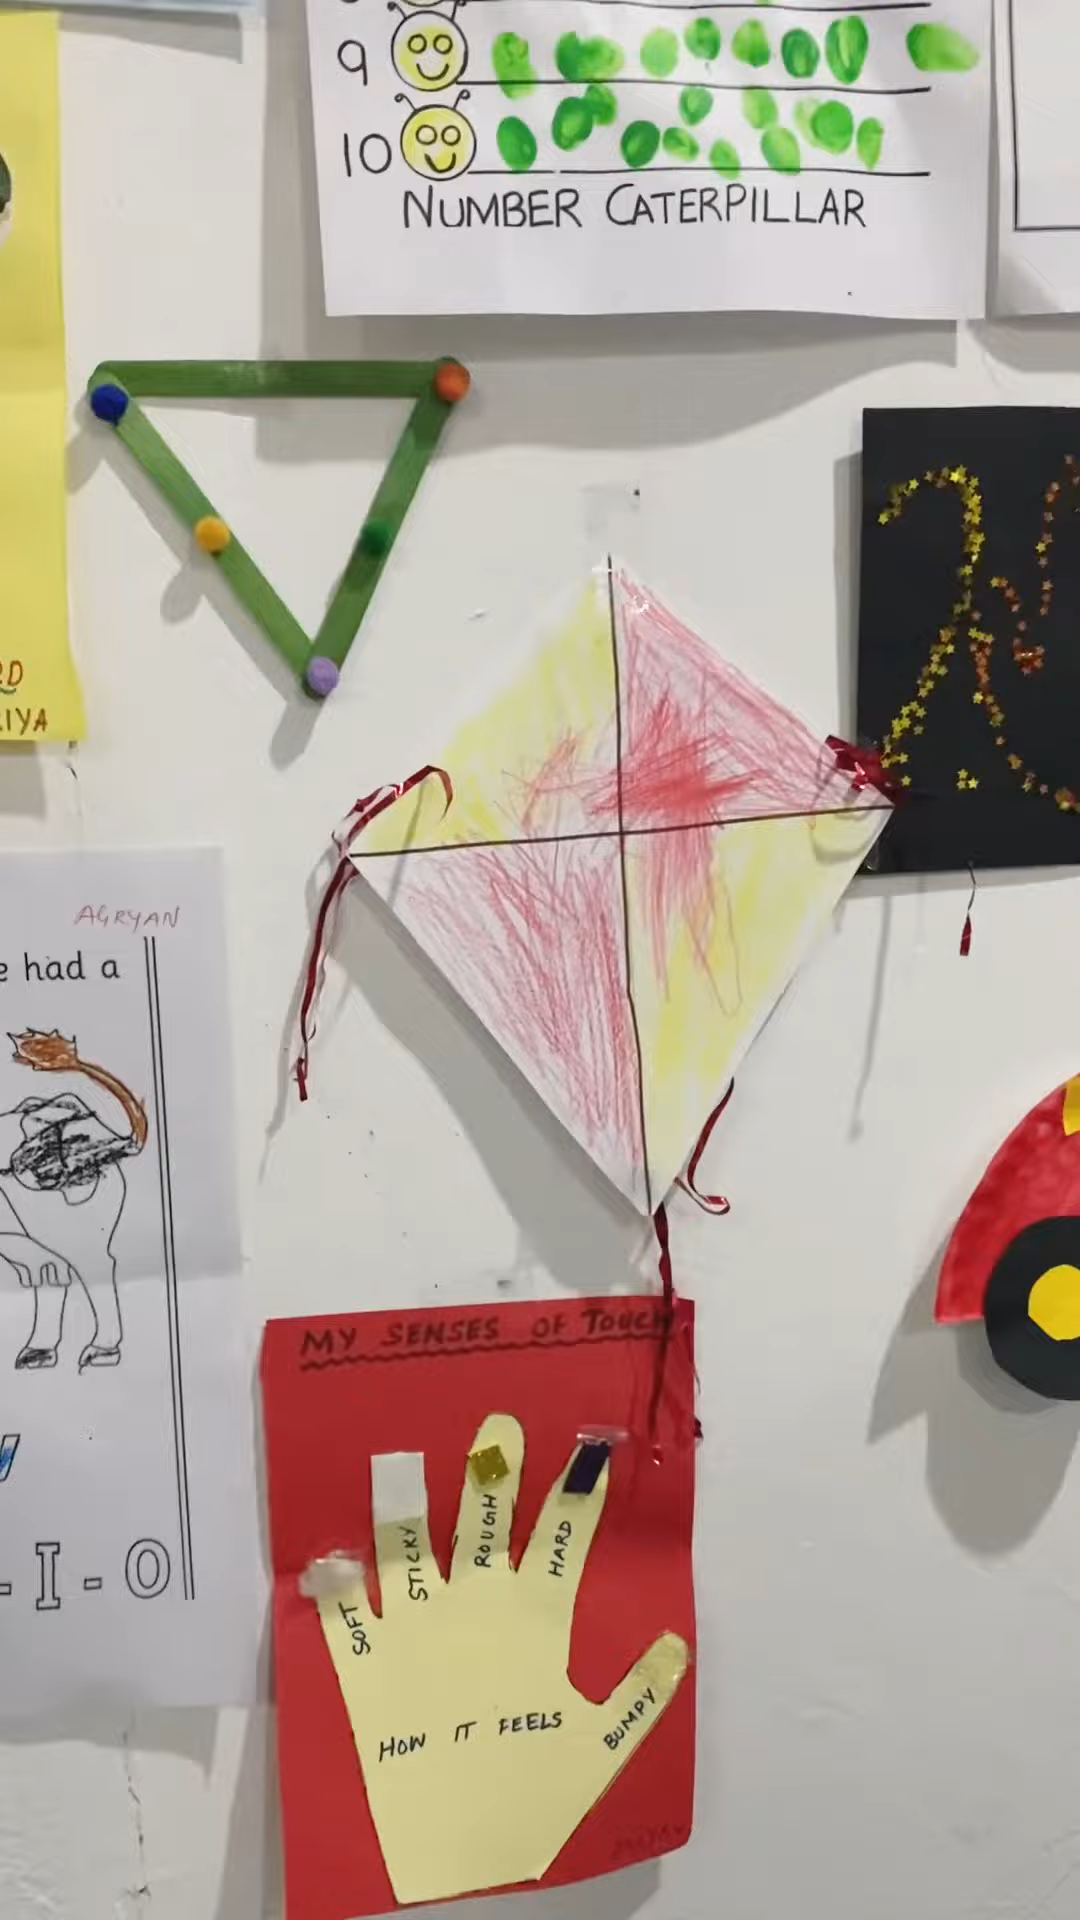 9
10
NUMBER CATERPILLAR
AGRYAN
had a
I - O
MY SENSES OF TOUCH
SOFT
STICKY
ROUGH
HARD
BUMPY
HOW IT FEELS